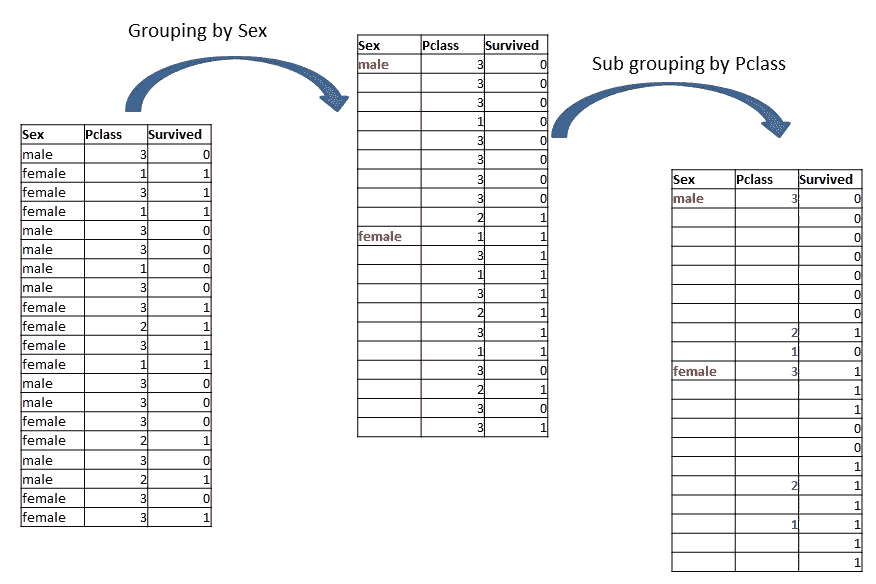 Grouping by Sex
Sub grouping by Pclass
Sex Pclass Survived
male 3 0
female 1 1
female 3 1
female 1 1
male 3 0
male 3 0
male 1 0
male 3 0
female 3 1
female 2 1
female 3 1
female 1 1
male 3 0
male 3 0
female 3 0
female 2 1
male 3 0
male 2 1
female 3 0
female 3 1
Sex Pclass Survived
male 3 0
3 0
3 0
1 0
3 0
3 0
3 0
3 0
2 1
female 1 1
3 1
1 1
3 1
2 1
3 1
1 1
3 0
2 1
3 0
3 1
Sex Pclass Survived
male 3 0
0
0
0
0
0
0
2 1
1 0
female 3 1
1
1
0
0
1
2 1
1
1 1
1
1